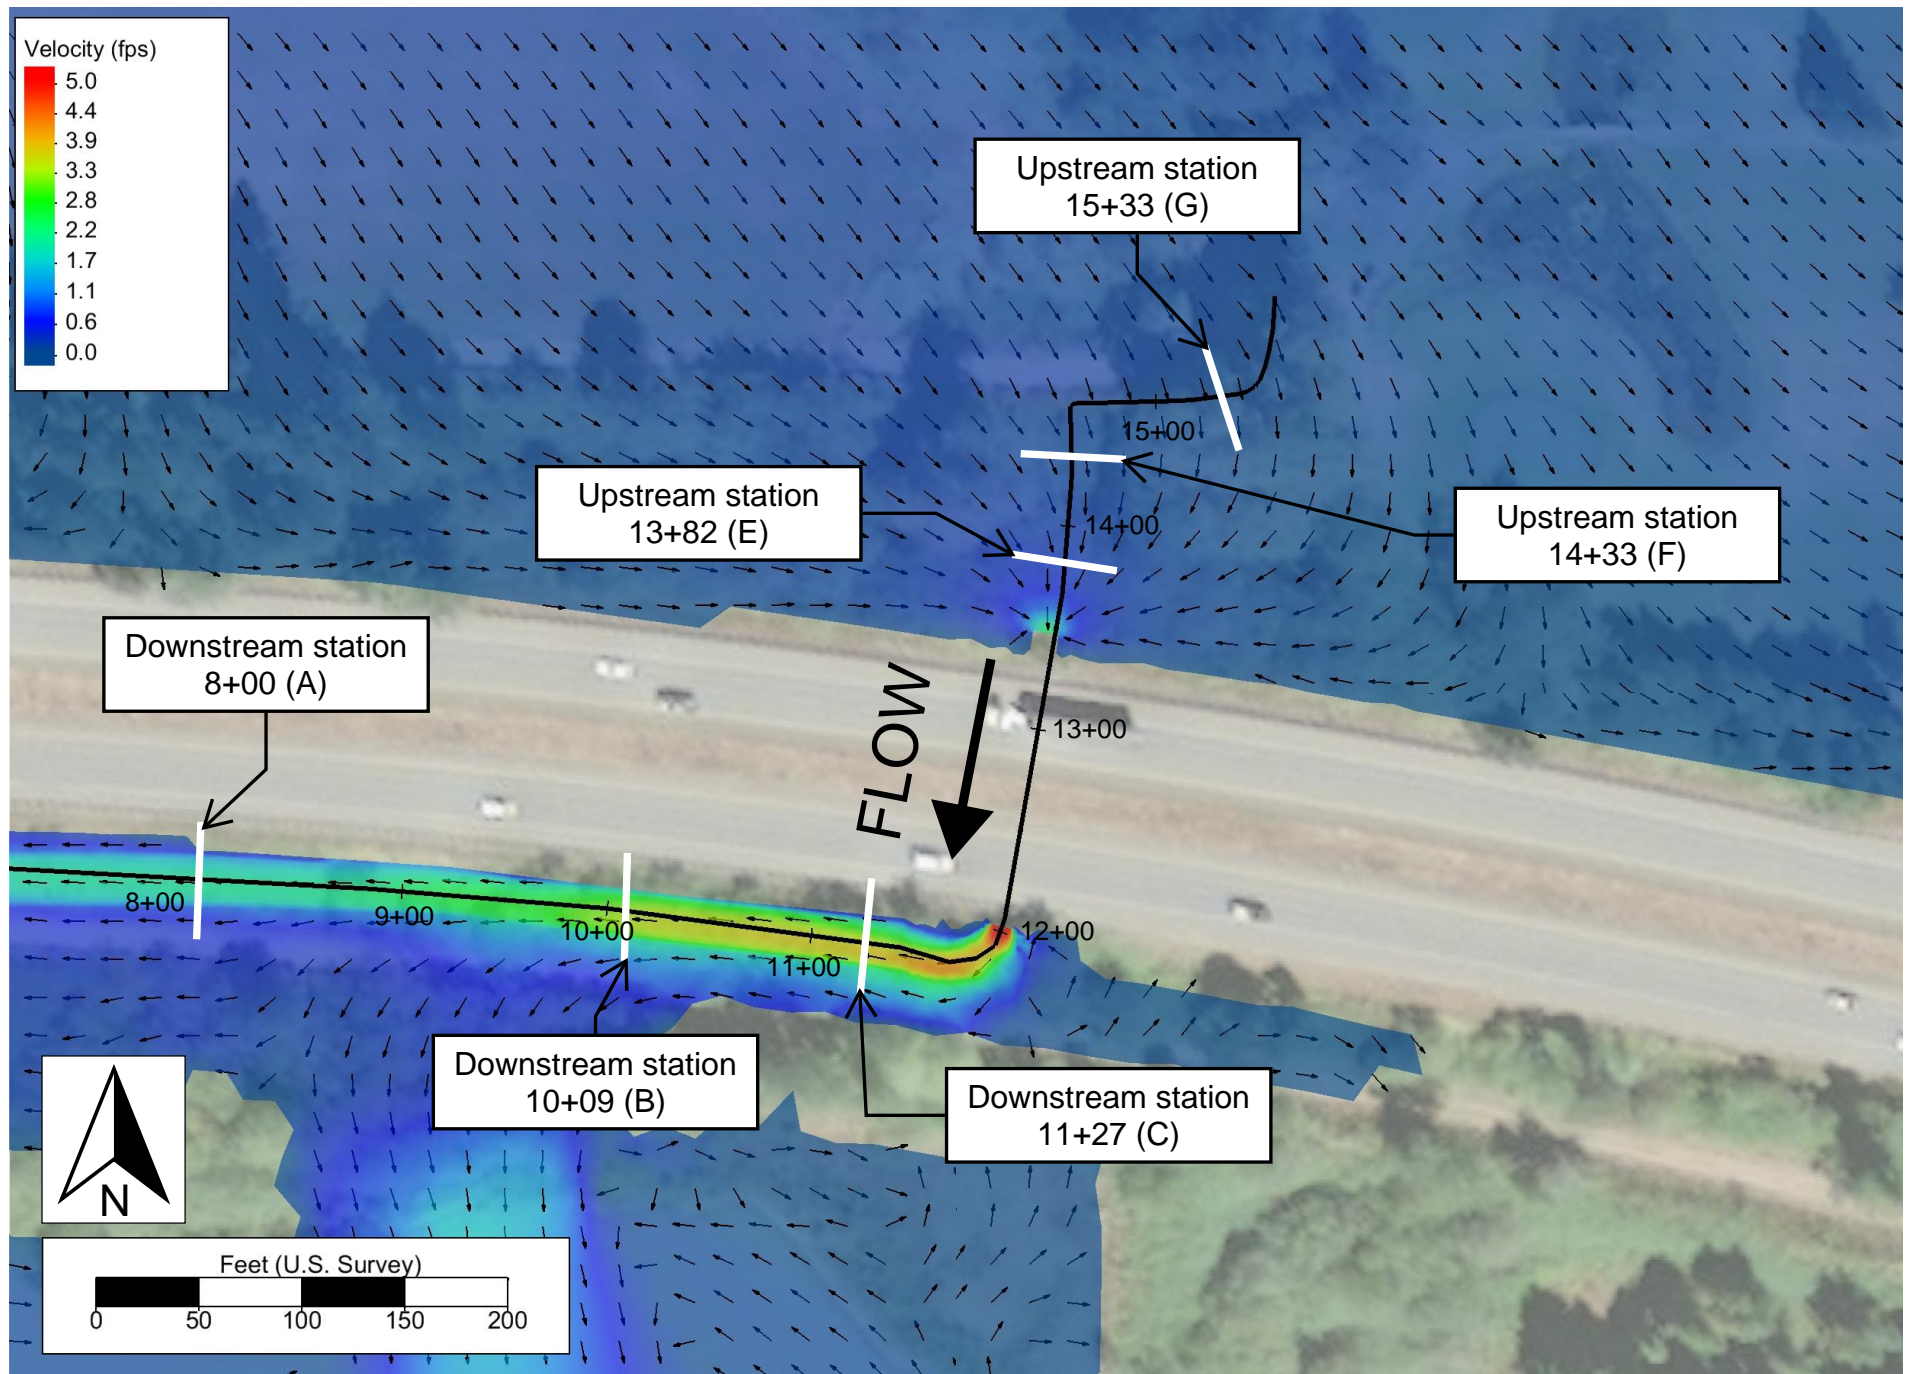 Velocity (fps)
5.0
4.4
3.9
3.3
2.8
2.2
1.7
1.1
0.6
0.0
Upstream station
15+33 (G)
15+00
Upstream station
13+82 (E)
14+00
Upstream station
14+33 (F)
Downstream station
8+00 (A)
FLOW
13+00
8+00
9+00
10+00
11+00
12+00
Downstream station
10+09 (B)
Downstream station
11+27 (C)
N
Feet (U.S. Survey)
0 50 100 150 200